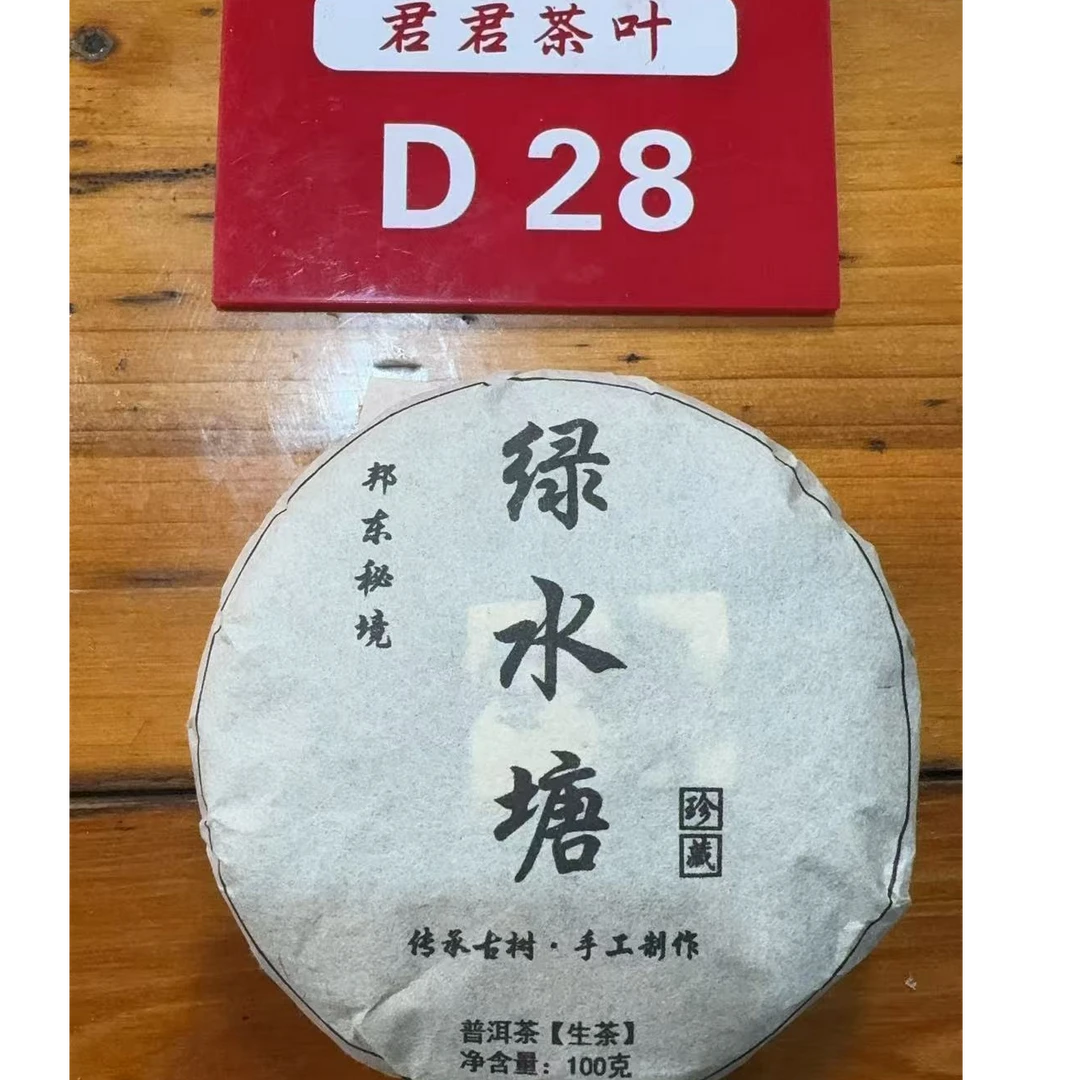 君君茶叶
D 28
绿水塘
邦东秘境
珍藏
传承古树·手工制作
普洱茶【生茶】
净含量：100克